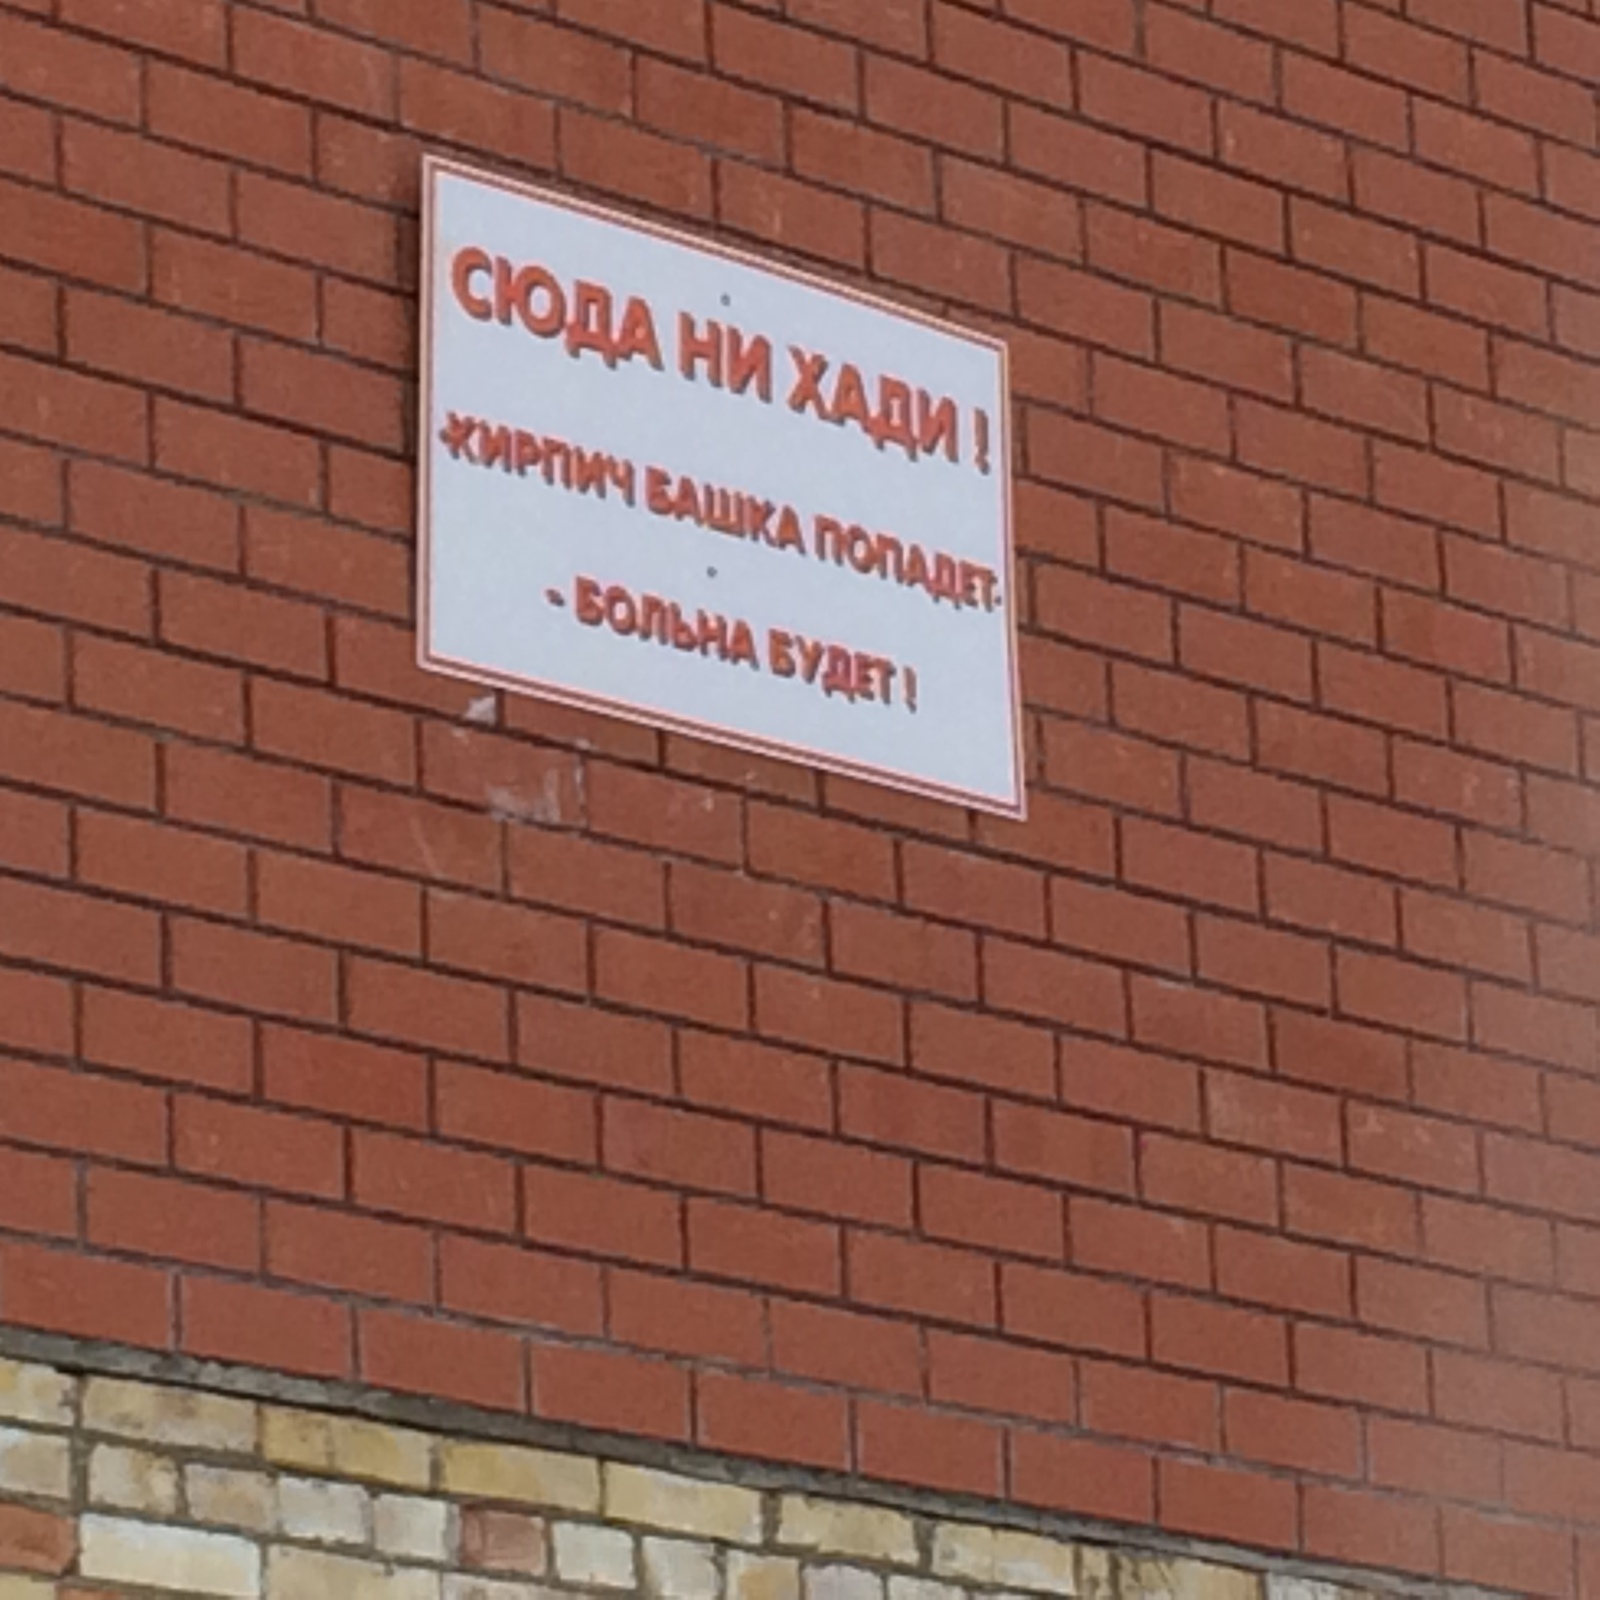 СЮДА НИ ХАДИ !
КИРПИЧ БАШКА ПОПАДЕТ-
- БОЛЬНА БУДЕТ !